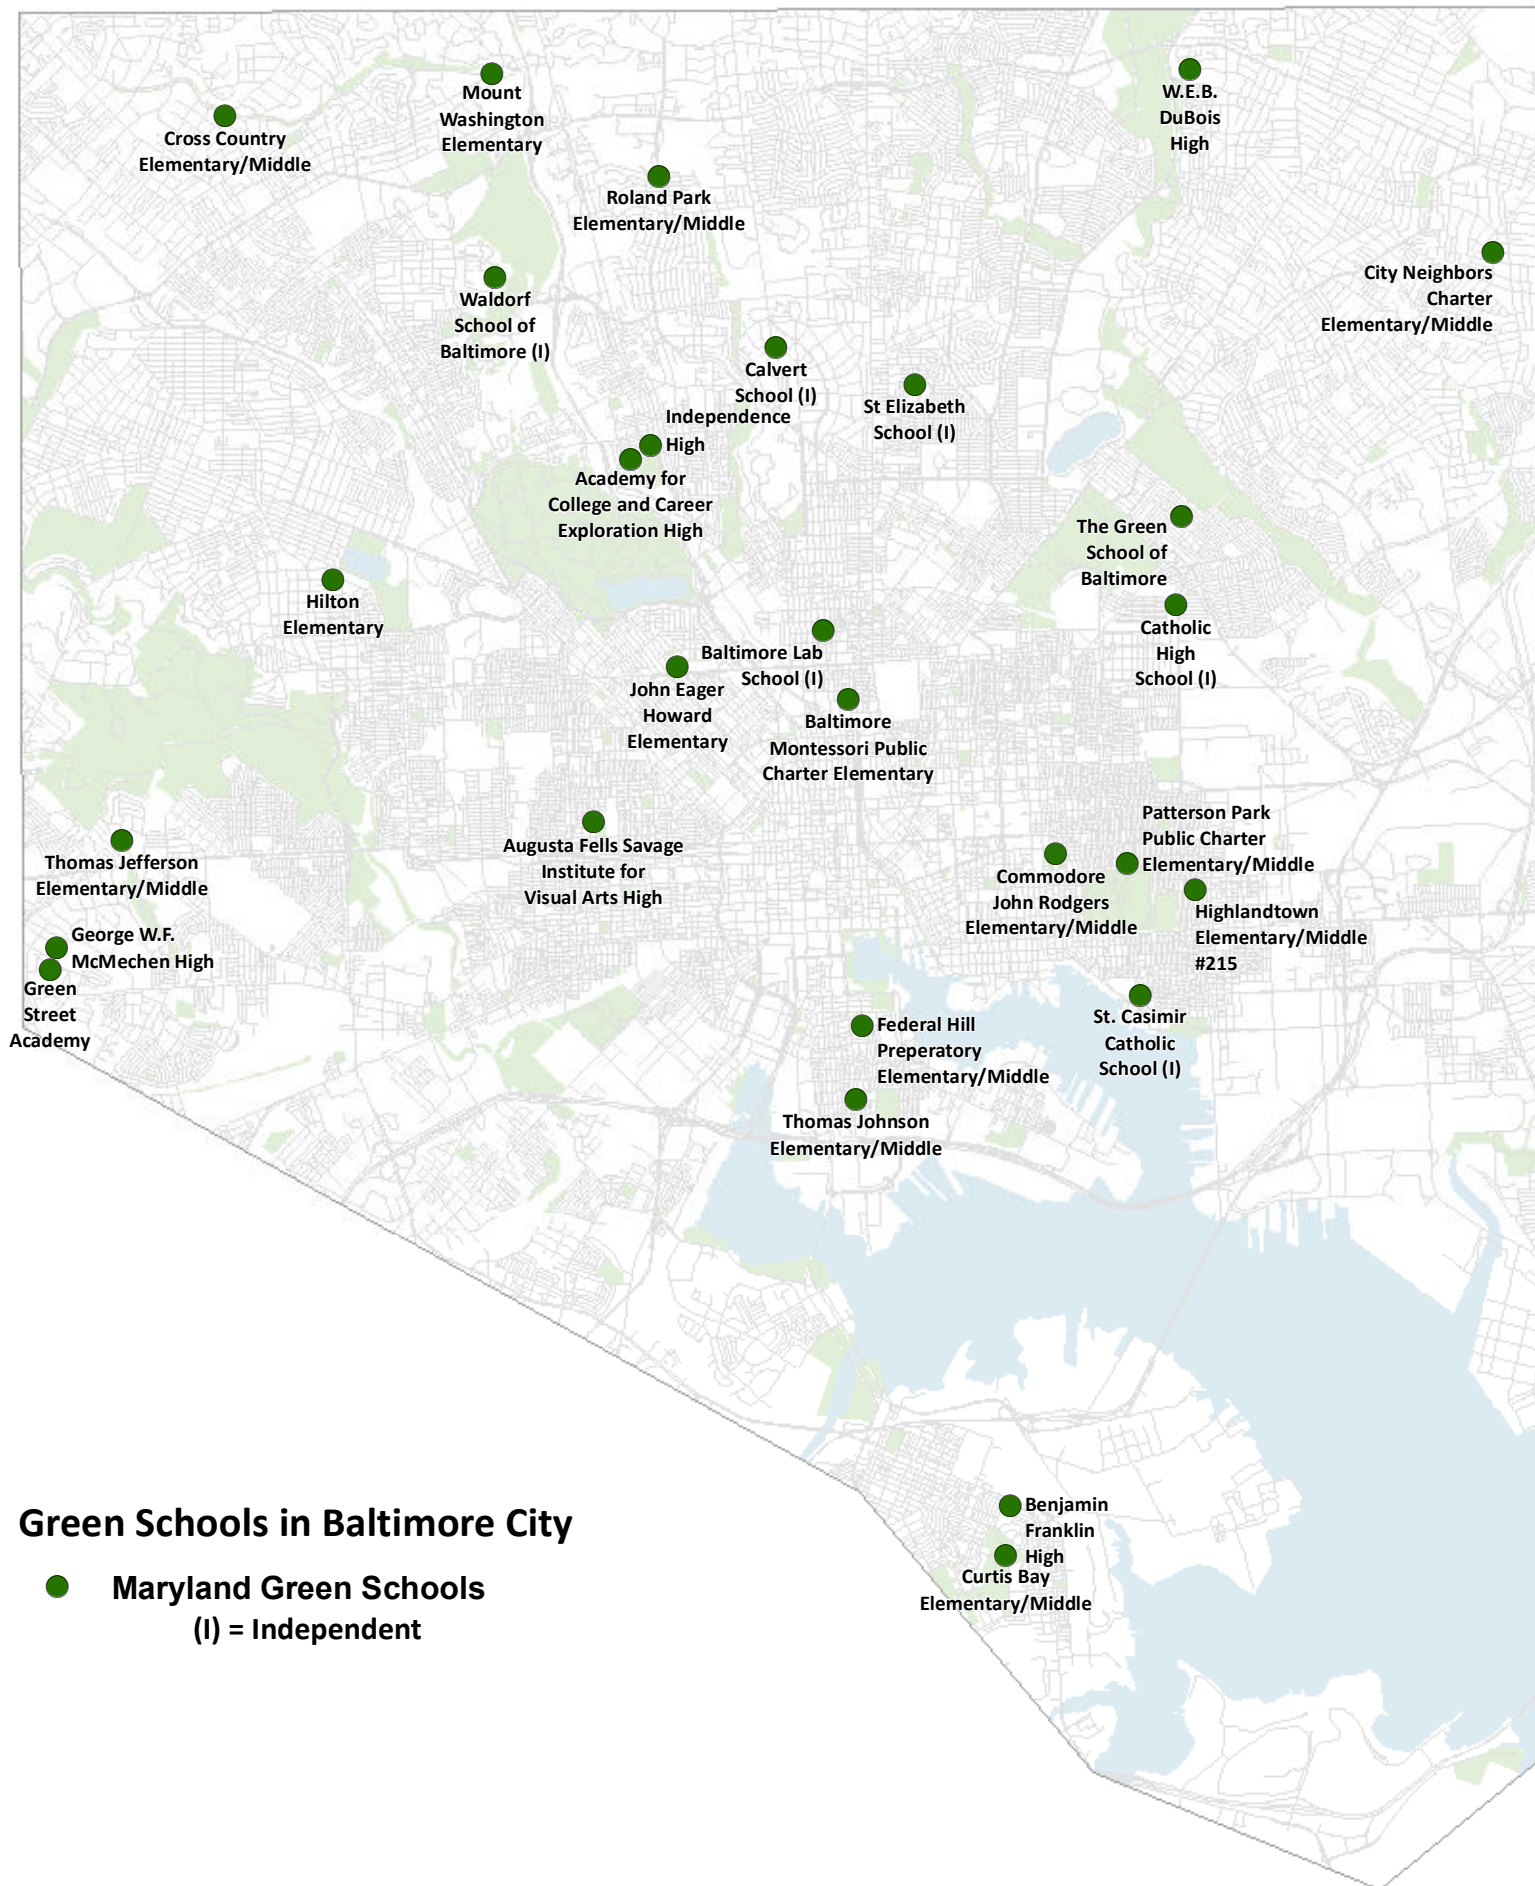 Mount
Washington
Elementary
W.E.B.
DuBois
High
Cross Country
Elementary/Middle
Roland Park
Elementary/Middle
City Neighbors
Charter
Elementary/Middle
Waldorf
School of
Baltimore (I)
Calvert
School (I)
St Elizabeth
School (I)
Independence
High
Academy for
College and Career
Exploration High
The Green
School of
Baltimore
Hilton
Elementary
Catholic
High
School (I)
Baltimore Lab
School (I)
John Eager
Howard
Elementary
Baltimore
Montessori Public
Charter Elementary
Patterson Park
Public Charter
Elementary/Middle
Augusta Fells Savage
Institute for
Visual Arts High
Thomas Jefferson
Elementary/Middle
Commodore
John Rodgers
Elementary/Middle
Highlandtown
Elementary/Middle
#215
George W.F.
McMechen High
Green
Street
Academy
St. Casimir
Catholic
School (I)
Federal Hill
Preperatory
Elementary/Middle
Thomas Johnson
Elementary/Middle
Benjamin
Franklin
High
Curtis Bay
Elementary/Middle
Green Schools in Baltimore City
Maryland Green Schools
(I) = Independent